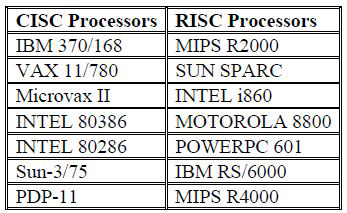 CISC Processors RISC Processors
IBM 370/168 MIPS R2000
VAX 11/780 SUN SPARC
Microvax II INTEL i860
INTEL 80386 MOTOROLA 8800
INTEL 80286 POWERPC 601
Sun-3/75 IBM RS/6000
PDP-11 MIPS R4000